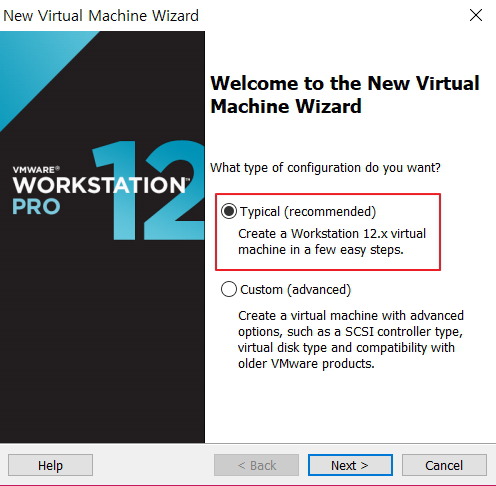 New Virtual Machine Wizard
Welcome to the New Virtual
Machine Wizard
VMWARE®
WORKSTATION™
PRO
12
What type of configuration do you want?
Typical (recommended)
Create a Workstation 12.x virtual
machine in a few easy steps.
Custom (advanced)
Create a virtual machine with advanced
options, such as a SCSI controller type,
virtual disk type and compatibility with
older VMware products.
Help
< Back
Next >
Cancel